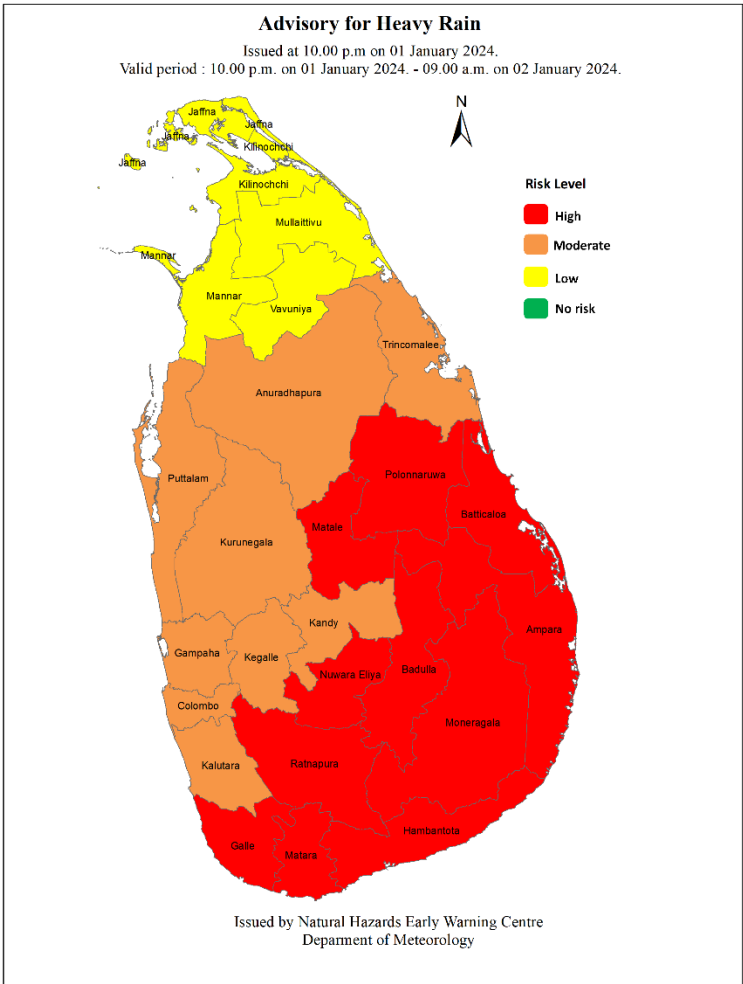 Advisory for Heavy Rain
Issued at 10.00 p.m on 01 January 2024.
Valid period : 10.00 p.m. on 01 January 2024. - 09.00 a.m. on 02 January 2024.
N
Jaffna
Jaffna
Jaffna
Kilinochchi
Jaffna
Kilinochchi
Risk Level
High
Mullaittivu
Moderate
Mannar
Low
Mannar
Vavuniya
No risk
Trincomalee
Anuradhapura
Puttalam
Polonnaruwa
Batticaloa
Matale
Kurunegala
Kandy
Ampara
Gampaha
Kegalle
Nuwara Eliya
Badulla
Colombo
Moneragala
Kalutara
Ratnapura
Hambantota
Galle
Matara
Issued by Natural Hazards Early Warning Centre
Deparment of Meteorology